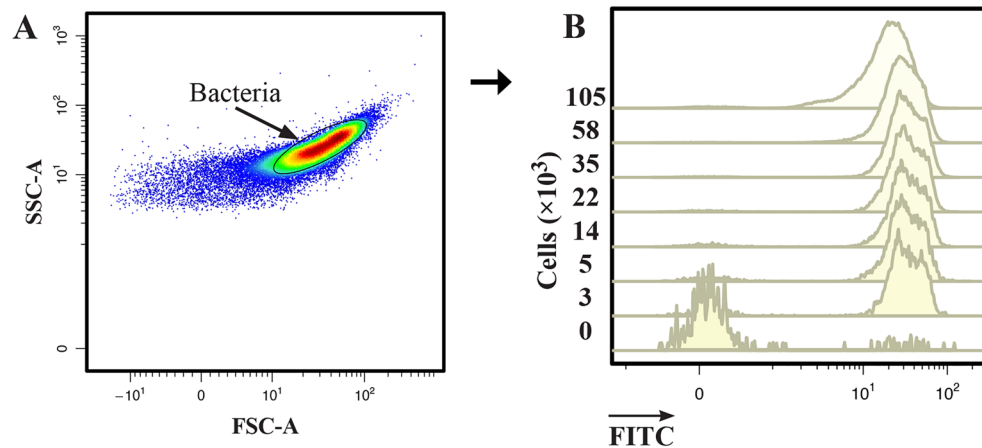 A
B
Bacteria
SSC-A
10³
10²
10¹
0
−10¹ 0 10¹ 10²
FSC-A
Cells (×10³)
105
58
35
22
14
5
3
0
0 10¹ 10²
FITC